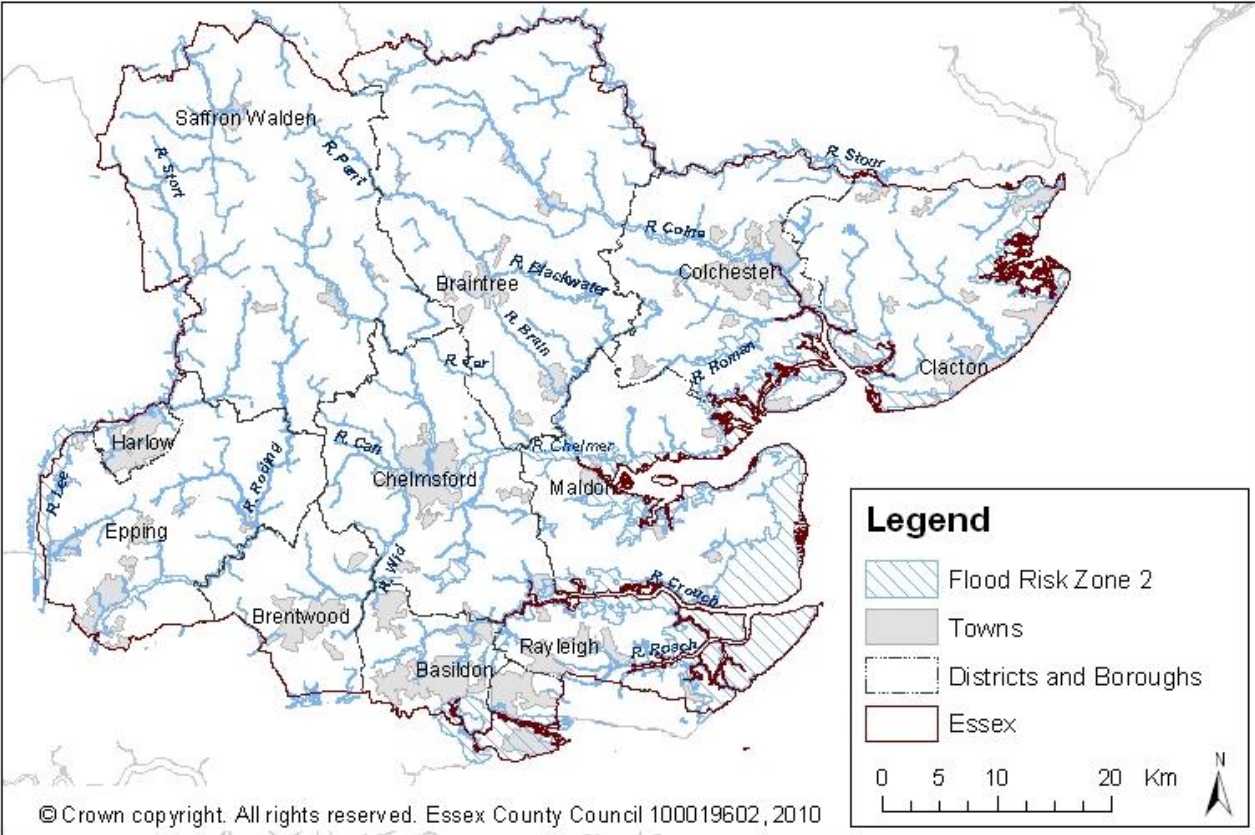 Saffron Walden
R. Stort
R. Pant
R. Stour
R. Colne
Colchester
Braintree
R. Blackwater
R. Brain
R. Ter
R. Roman
Clacton
Harlow
R. Lee
R. Roding
R. Can
R. Chelmer
Chelmsford
Maldon
Epping
R. Wid
R. Crouch
Brentwood
Rayleigh
R. Roach
Basildon
Legend
Flood Risk Zone 2
Towns
Districts and Boroughs
Essex
0 5 10 20 Km
N
© Crown copyright. All rights reserved. Essex County Council 100019602, 2010